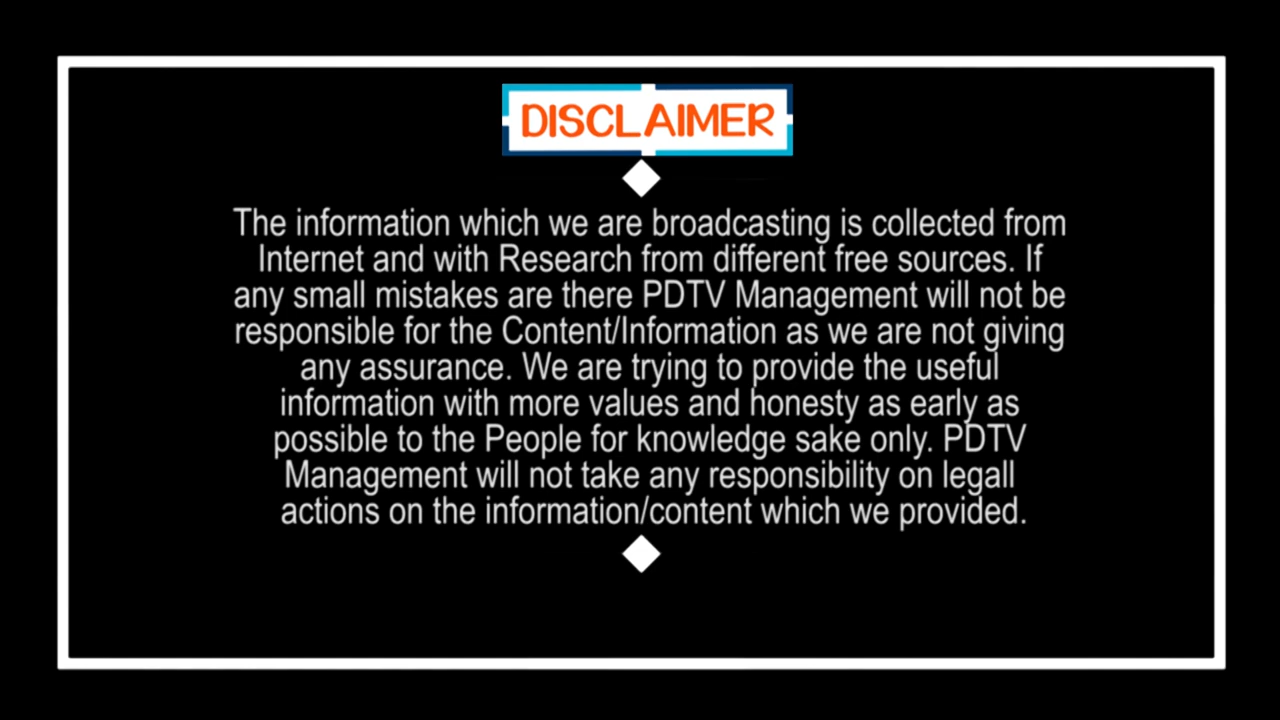 DISCLAIMER
The information which we are broadcasting is collected from
Internet and with Research from different free sources. If
any small mistakes are there PDTV Management will not be
responsible for the Content/Information as we are not giving
any assurance. We are trying to provide the useful
information with more values and honesty as early as
possible to the People for knowledge sake only. PDTV
Management will not take any responsibility on legall
actions on the information/content which we provided.